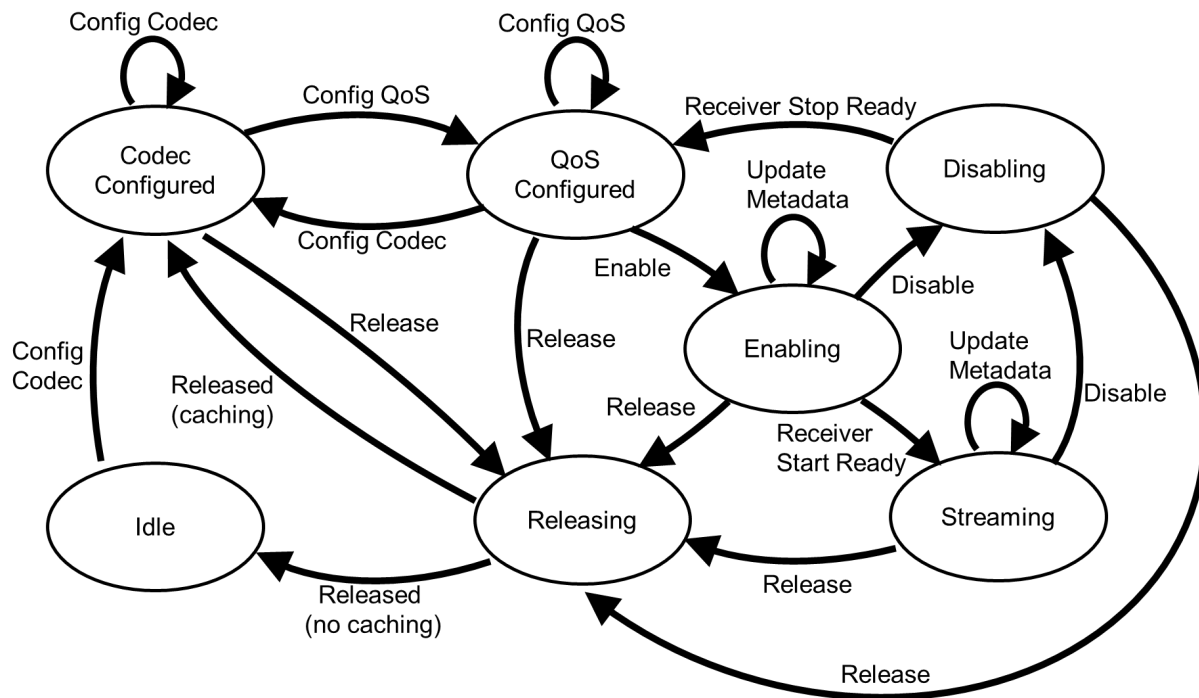 Config Codec
Config QoS
Config QoS
Receiver Stop Ready
Codec
Configured
QoS
Configured
Disabling
Update
Metadata
Config Codec
Enable
Disable
Release
Release
Enabling
Update
Metadata
Config
Codec
Released
(caching)
Release
Disable
Receiver
Start Ready
Idle
Releasing
Streaming
Released
(no caching)
Release
Release